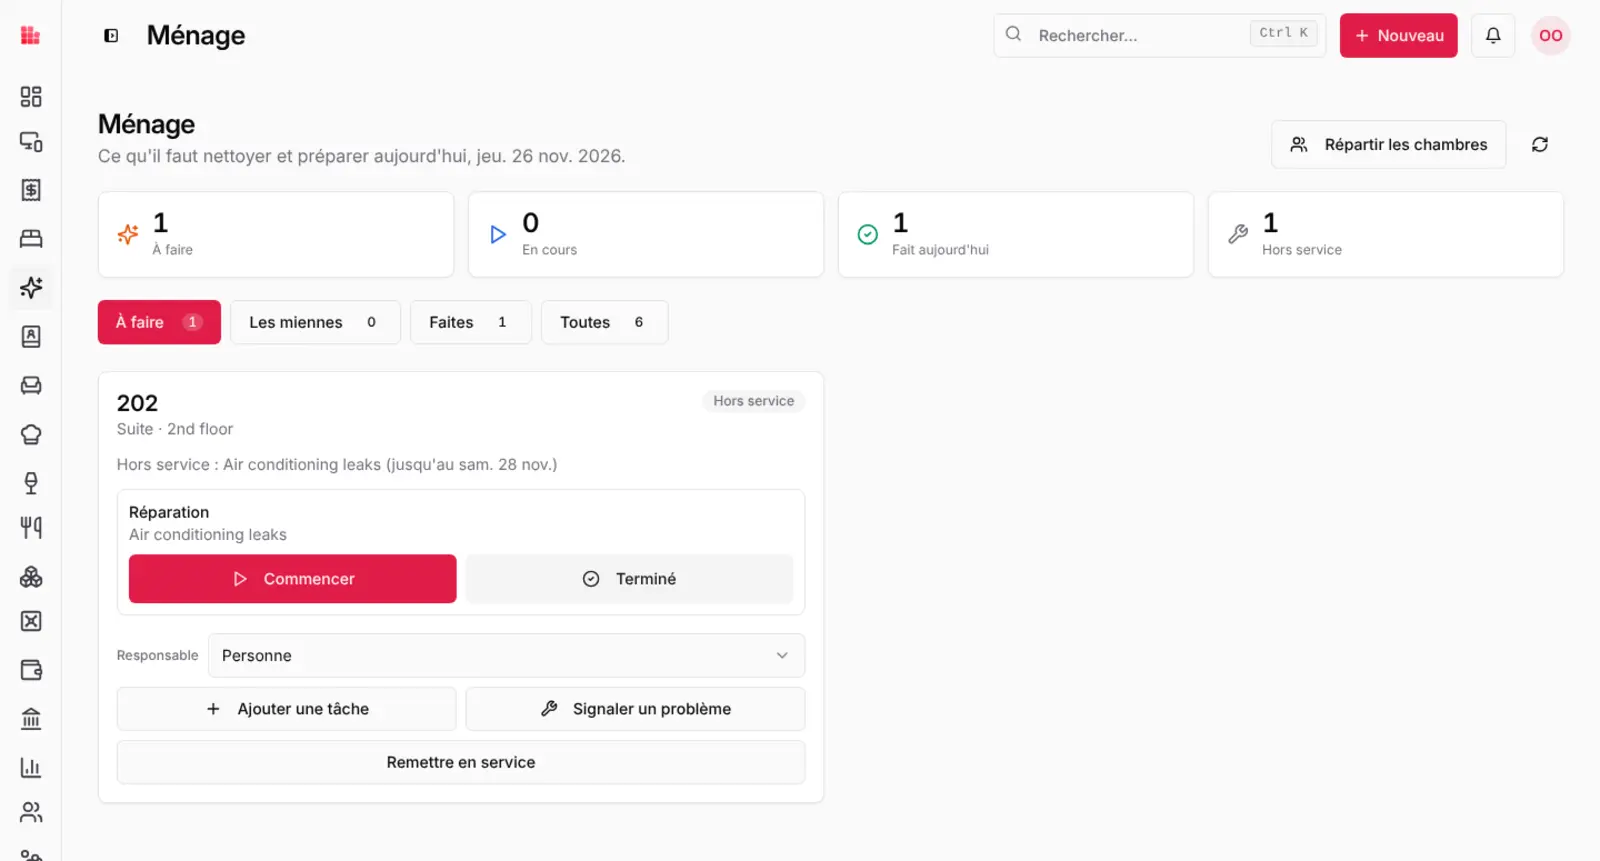 Ménage
Rechercher...
Ctrl K
+ Nouveau
OO
Ménage
Ce qu'il faut nettoyer et préparer aujourd'hui, jeu. 26 nov. 2026.
Répartir les chambres
1
À faire
0
En cours
1
Fait aujourd'hui
1
Hors service
À faire 1
Les miennes 0
Faites 1
Toutes 6
202
Hors service
Suite · 2nd floor
Hors service : Air conditioning leaks (jusqu'au sam. 28 nov.)
Réparation
Air conditioning leaks
Commencer
Terminé
Responsable
Personne
+ Ajouter une tâche
Signaler un problème
Remettre en service